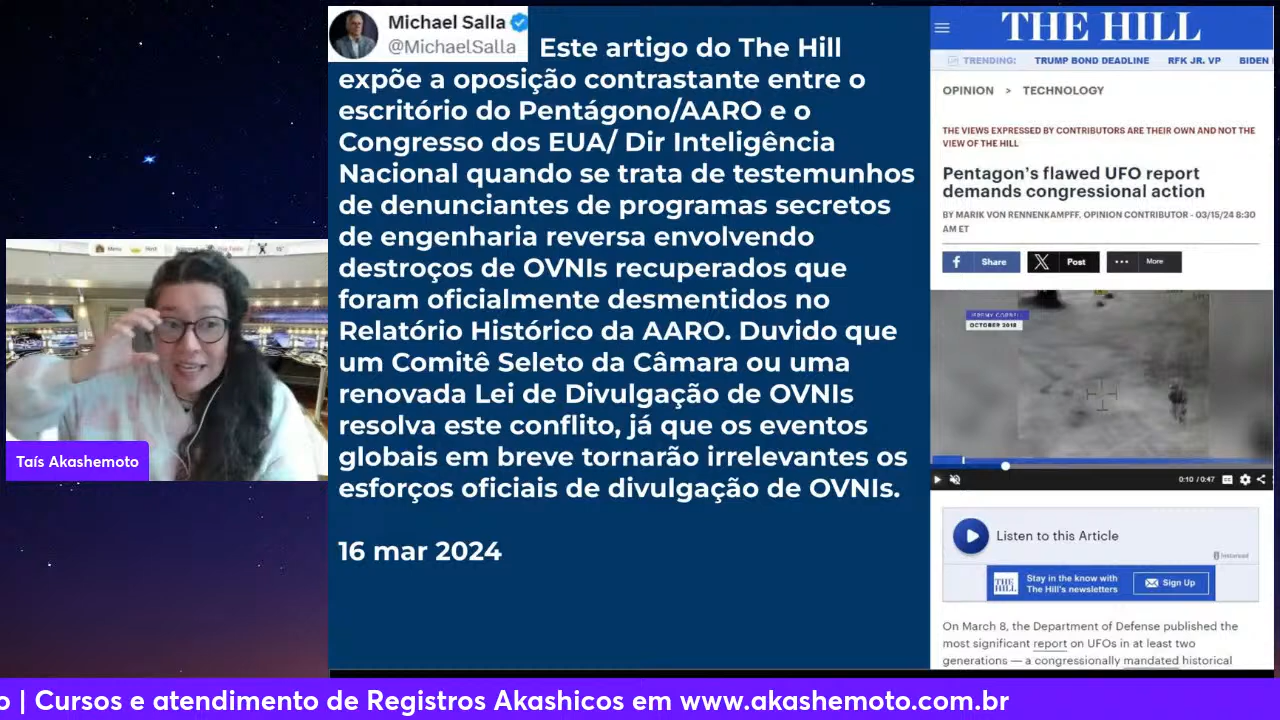 Michael Salla
@MichaelSalla
Este artigo do The Hill
expõe a oposição contrastante entre o
escritório do Pentágono/AARO e o
Congresso dos EUA/ Dir Inteligência
Nacional quando se trata de testemunhos
de denunciantes de programas secretos
de engenharia reversa envolvendo
destroços de OVNIs recuperados que
foram oficialmente desmentidos no
Relatório Histórico da AARO. Duvido que
um Comitê Seleto da Câmara ou uma
renovada Lei de Divulgação de OVNIs
resolva este conflito, já que os eventos
globais em breve tornarão irrelevantes os
esforços oficiais de divulgação de OVNIs.
16 mar 2024
THE HILL
TRENDING: TRUMP BOND DEADLINE RFK JR. VP BIDEN
OPINION > TECHNOLOGY
THE VIEWS EXPRESSED BY CONTRIBUTORS ARE THEIR OWN AND NOT THE
VIEW OF THE HILL
Pentagon's flawed UFO report
demands congressional action
BY MARIK VON RENNENKAMPFF, OPINION CONTRIBUTOR - 03/15/24 8:30
AM ET
Share
Post
More
OCTOBER 2018
0:10 / 0:47
Listen to this Article
THE HILL
Stay in the know with
The Hill's newsletters
Sign Up
On March 8, the Department of Defense published the
most significant report on UFOs in at least two
generations — a congressionally mandated historical
Menu
Taís Akashemoto
o | Cursos e atendimento de Registros Akashicos em www.akashemoto.com.br